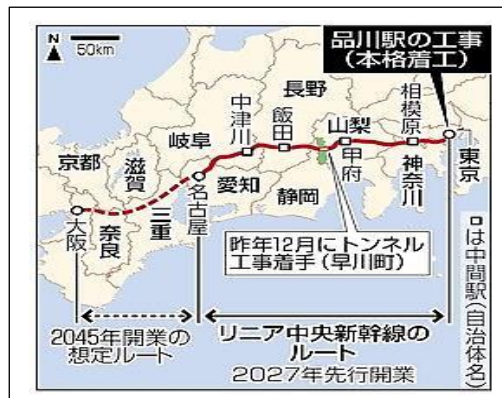 N
50km
品川駅の工事
(本格着工)
長野
相模原
飯田
中津川
山梨
岐阜
甲府
京都
滋賀
愛知
神奈川
東京
名古屋
静岡
三重
大阪
奈良
昨年12月にトンネル
工事着手(早川町)
□は中間駅(自治体名)
2045年開業の
想定ルート
リニア中央新幹線の
ルート
2027年先行開業